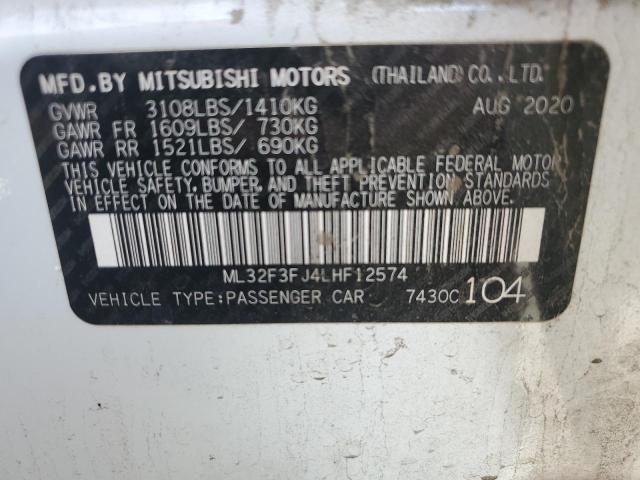 MFD.BY MITSUBISHI MOTORS (THAILAND) CO.,LTD.
GVWR 3108LBS/1410KG AUG 2020
GAWR FR 1609LBS/ 730KG
GAWR RR 1521LBS/ 690KG
THIS VEHICLE CONFORMS TO ALL APPLICABLE FEDERAL MOTOR
VEHICLE SAFETY, BUMPER, AND THEFT PREVENTION STANDARDS
IN EFFECT ON THE DATE OF MANUFACTURE SHOWN ABOVE.
ML32F3FJ4LHF12574
VEHICLE TYPE:PASSENGER CAR 7430C 104